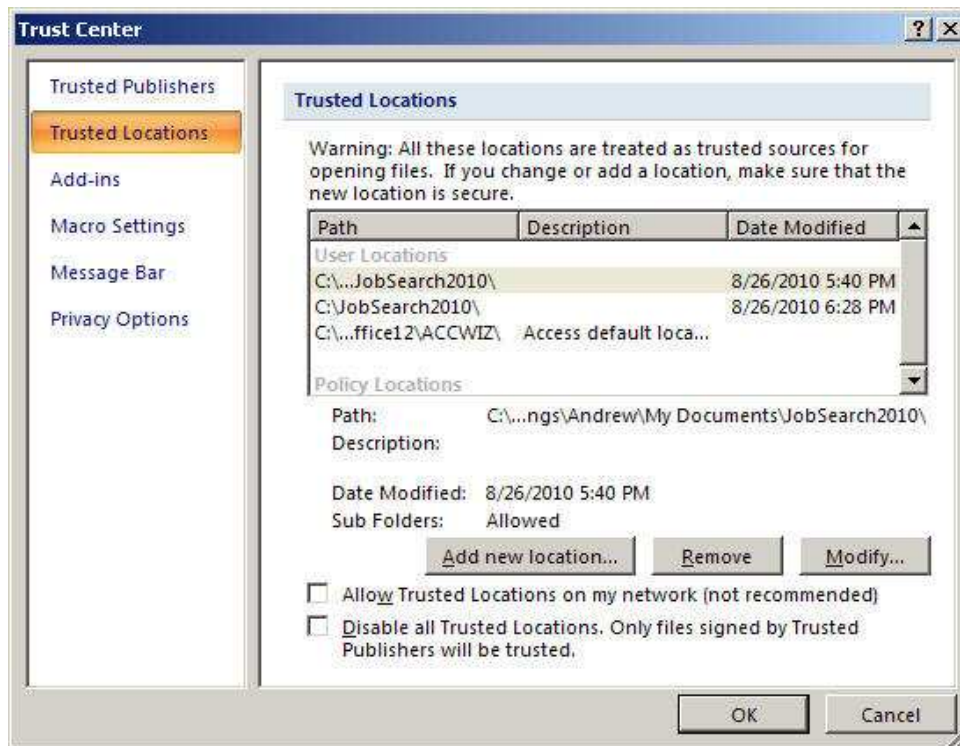 Trust Center
Trusted Publishers
Trusted Locations
Add-ins
Macro Settings
Message Bar
Privacy Options
Trusted Locations
Warning: All these locations are treated as trusted sources for
opening files. If you change or add a location, make sure that the
new location is secure.
Path Description Date Modified
User Locations
C:\...JobSearch2010\ 8/26/2010 5:40 PM
C:\JobSearch2010\ 8/26/2010 6:28 PM
C:\...ffice12\ACCWIZ\ Access default loca...
Policy Locations
Path: C:\...ngs\Andrew\My Documents\JobSearch2010\
Description:
Date Modified: 8/26/2010 5:40 PM
Sub Folders: Allowed
Add new location... Remove Modify...
Allow Trusted Locations on my network (not recommended)
Disable all Trusted Locations. Only files signed by Trusted
Publishers will be trusted.
OK Cancel